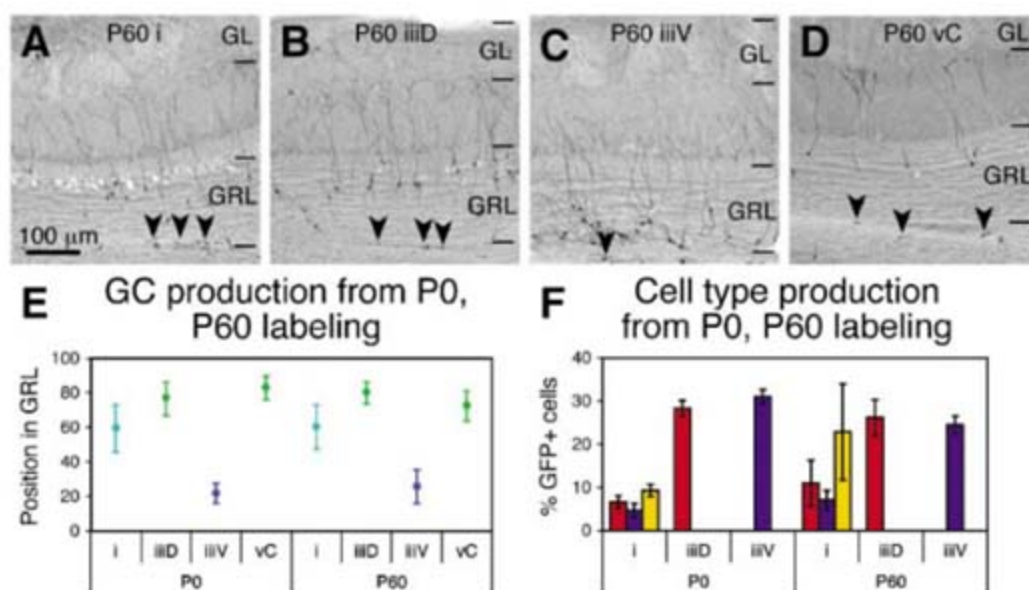 A
P60 i
GL
GRL
100 μm
B
P60 iiiD
GL
GRL
C
P60 iiiV
GL
GRL
D
P60 vC
GL
GRL
E
GC production from P0,
P60 labeling
Position in GRL
100
80
60
40
20
0
i iiiD iiiV vC i iiiD iiiV vC
P0 P60
F
Cell type production
from P0, P60 labeling
% GFP+ cells
40
30
20
10
0
i iiiD iiiV i iiiD iiiV
P0 P60